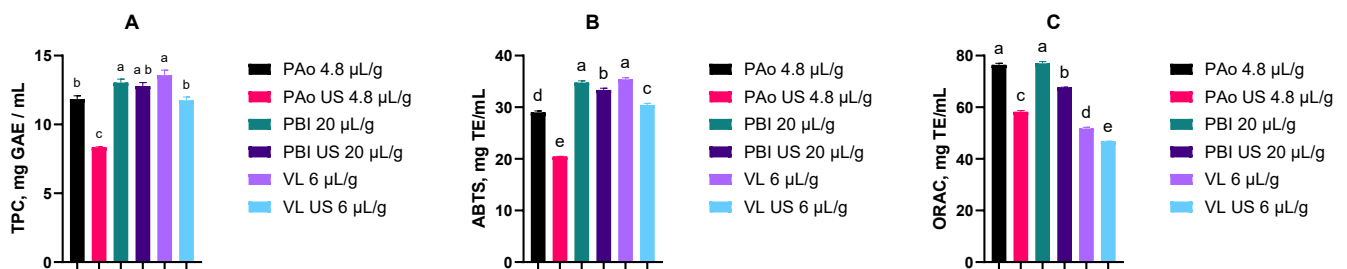 A
TPC, mg GAE / mL
15
10
5
0
b
c
a
a b
a
b
PAo 4.8 µL/g
PAo US 4.8 µL/g
PBI 20 µL/g
PBI US 20 µL/g
VL 6 µL/g
VL US 6 µL/g
B
ABTS, mg TE/mL
40
30
20
10
0
d
e
a
b
a
c
PAo 4.8 µL/g
PAo US 4.8 µL/g
PBI 20 µL/g
PBI US 20 µL/g
VL 6 µL/g
VL US 6 µL/g
C
ORAC, mg TE/mL
80
60
40
20
0
a
c
a
b
d
e
PAo 4.8 µL/g
PAo US 4.8 µL/g
PBI 20 µL/g
PBI US 20 µL/g
VL 6 µL/g
VL US 6 µL/g